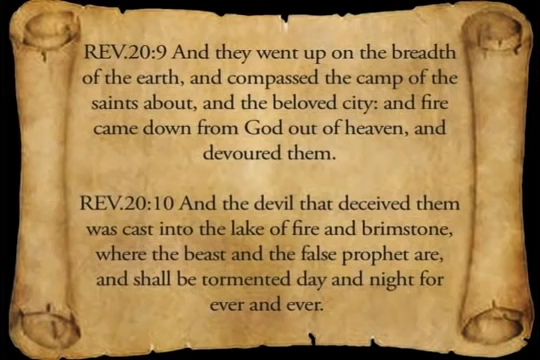 REV.20:9 And they went up on the breadth
of the earth, and compassed the camp of the
saints about, and the beloved city: and fire
came down from God out of heaven, and
devoured them.
REV.20:10 And the devil that deceived them
was cast into the lake of fire and brimstone,
where the beast and the false prophet are,
and shall be tormented day and night for
ever and ever.